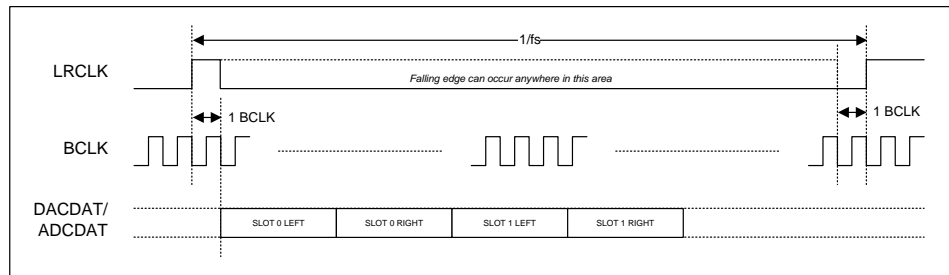 1/fs
LRCLK
Falling edge can occur anywhere in this area
1 BCLK
1 BCLK
BCLK
DACDAT/
ADCDAT
SLOT 0 LEFT
SLOT 0 RIGHT
SLOT 1 LEFT
SLOT 1 RIGHT